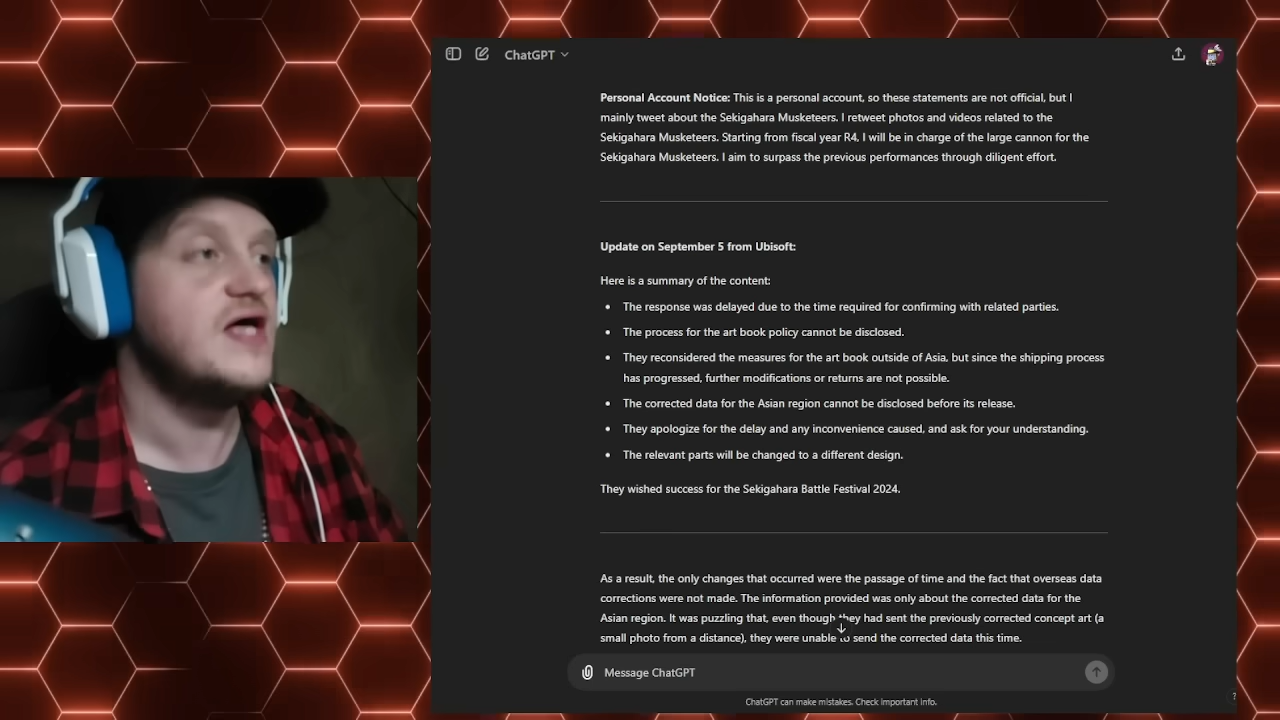 ChatGPT
Personal Account Notice: This is a personal account, so these statements are not official, but I
mainly tweet about the Sekigahara Musketeers. I retweet photos and videos related to the
Sekigahara Musketeers. Starting from fiscal year R4, I will be in charge of the large cannon for the
Sekigahara Musketeers. I aim to surpass the previous performances through diligent effort.
Update on September 5 from Ubisoft:
Here is a summary of the content:
• The response was delayed due to the time required for confirming with related parties.
• The process for the art book policy cannot be disclosed.
• They reconsidered the measures for the art book outside of Asia, but since the shipping process
has progressed, further modifications or returns are not possible.
• The corrected data for the Asian region cannot be disclosed before its release.
• They apologize for the delay and any inconvenience caused, and ask for your understanding.
• The relevant parts will be changed to a different design.
They wished success for the Sekigahara Battle Festival 2024.
As a result, the only changes that occurred were the passage of time and the fact that overseas data
corrections were not made. The information provided was only about the corrected data for the
Asian region. It was puzzling that, even though they had sent the previously corrected concept art (a
small photo from a distance), they were unable to send the corrected data this time.
Message ChatGPT
ChatGPT can make mistakes. Check important info.
?